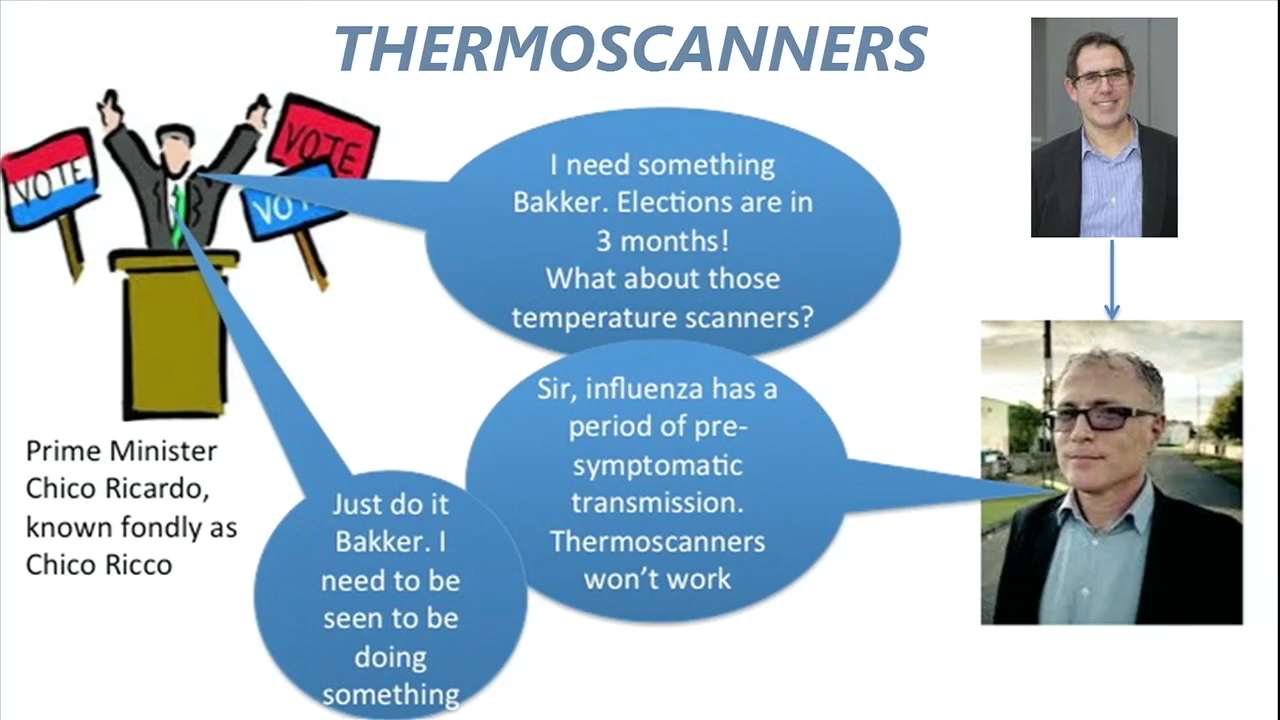 THERMOSCANNERS
VOTE
VOTE
VOT
I need something
Bakker. Elections are in
3 months!
What about those
temperature scanners?
Sir, influenza has a
period of pre-
symptomatic
transmission.
Thermoscanners
won't work
Prime Minister
Chico Ricardo,
known fondly as
Chico Ricco
Just do it
Bakker. I
need to be
seen to be
doing
something